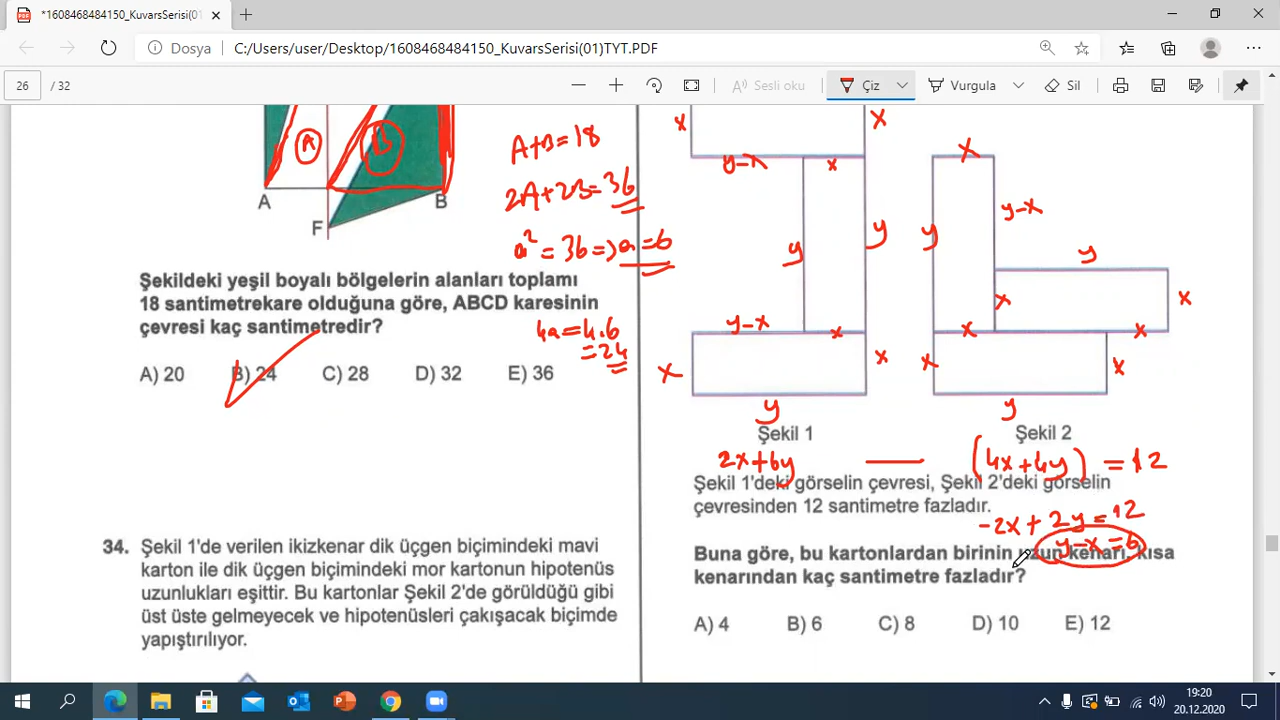 *1608468484150_KuvarsSerisi(01)
Dosya
C:/Users/user/Desktop/1608468484150_KuvarsSerisi(01)TYT.PDF
26 / 32
Sesli oku
Çiz
Vurgula
Sil
A
B
A
B
F
A+B=18
2A+2B=36
a²=36=>a=6
Şekildeki yeşil boyalı bölgelerin alanları toplamı
18 santimetrekare olduğuna göre, ABCD karesinin
çevresi kaç santimetredir?
4a=4.6
=24
A) 20 B) 24 C) 28 D) 32 E) 36
34. Şekil 1'de verilen ikizkenar dik üçgen biçimindeki mavi
karton ile dik üçgen biçimindeki mor kartonun hipotenüs
uzunlukları eşittir. Bu kartonlar Şekil 2'de görüldüğü gibi
üst üste gelmeyecek ve hipotenüsleri çakışacak biçimde
yapıştırılıyor.
x x
y-x x
y y
y-x x
x x
y
Şekil 1
x
y-x
y y
x x
x x
x x
y
Şekil 2
2x+6y — (4x+4y) = 12
Şekil 1'deki görselin çevresi, Şekil 2'deki görselin
çevresinden 12 santimetre fazladır.
-2x+2y=12
y-x=6
Buna göre, bu kartonlardan birinin uzun kenarı, kısa
kenarından kaç santimetre fazladır?
A) 4 B) 6 C) 8 D) 10 E) 12
19:20
20.12.2020